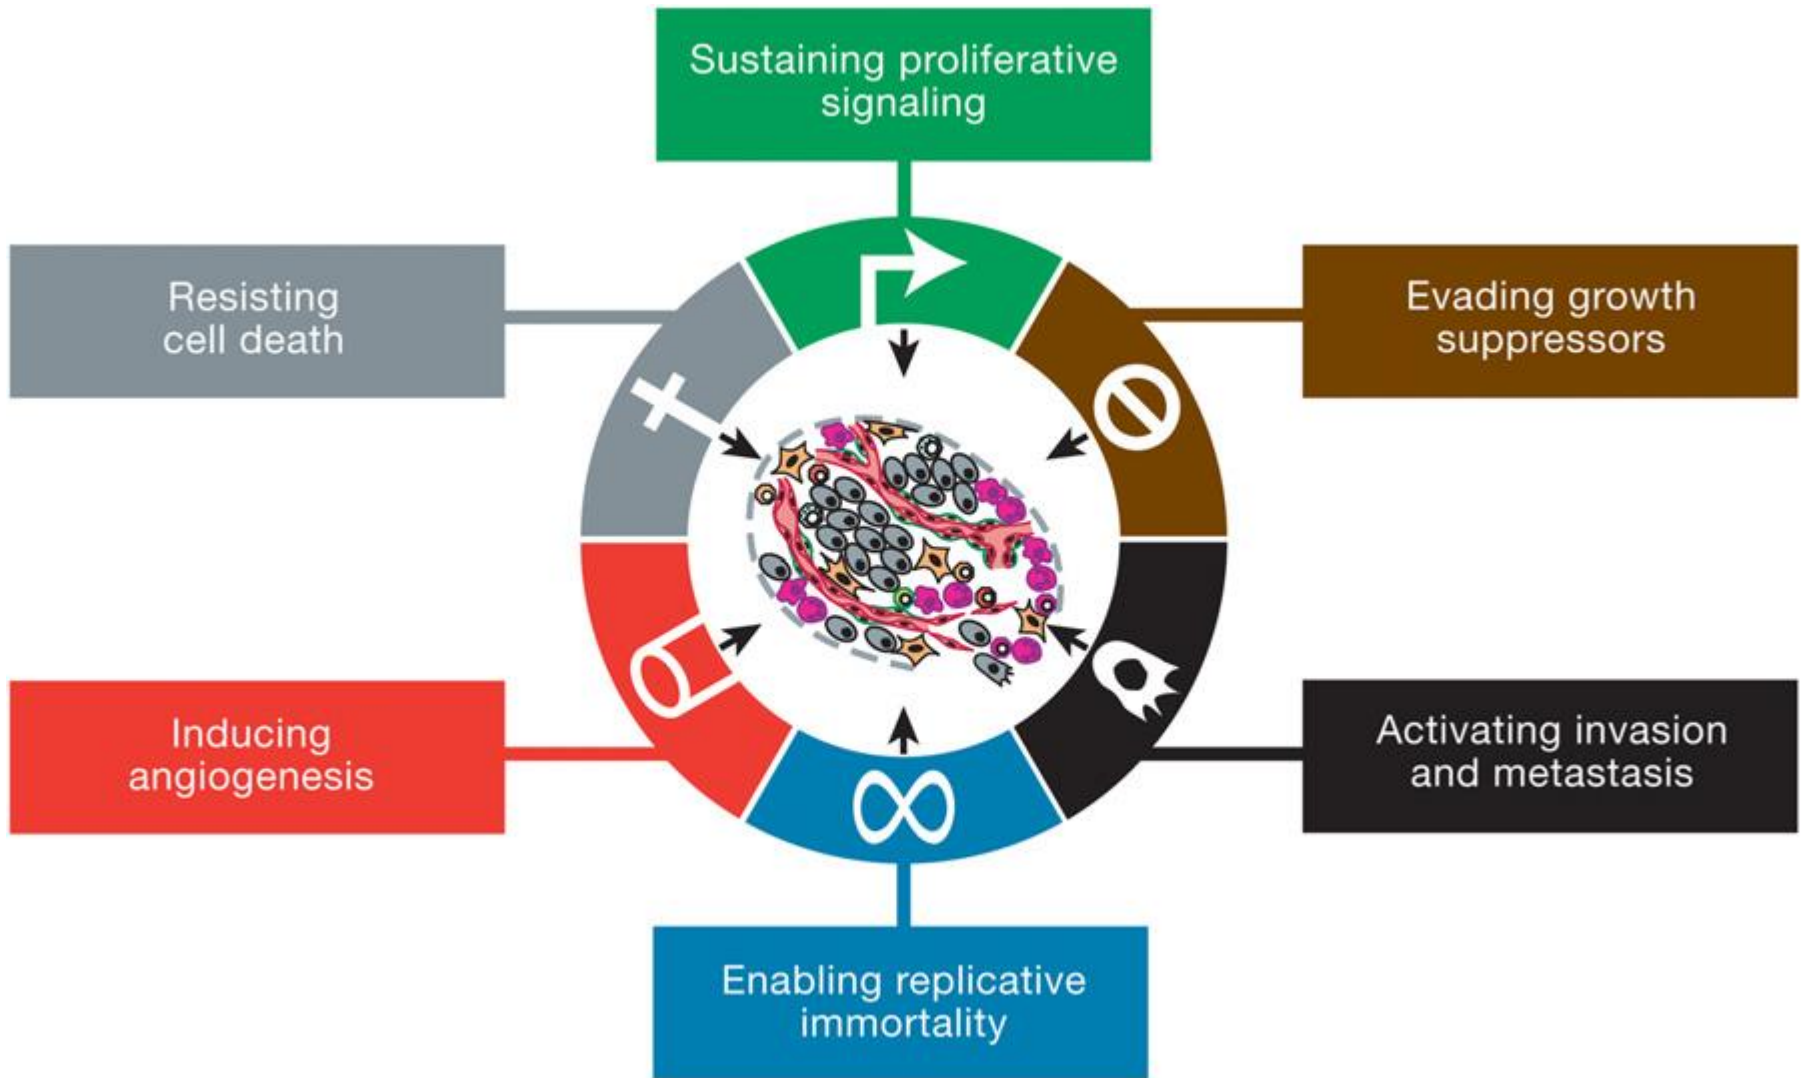 Sustaining proliferative
signaling
Resisting
cell death
Evading growth
suppressors
Inducing
angiogenesis
Activating invasion
and metastasis
Enabling replicative
immortality